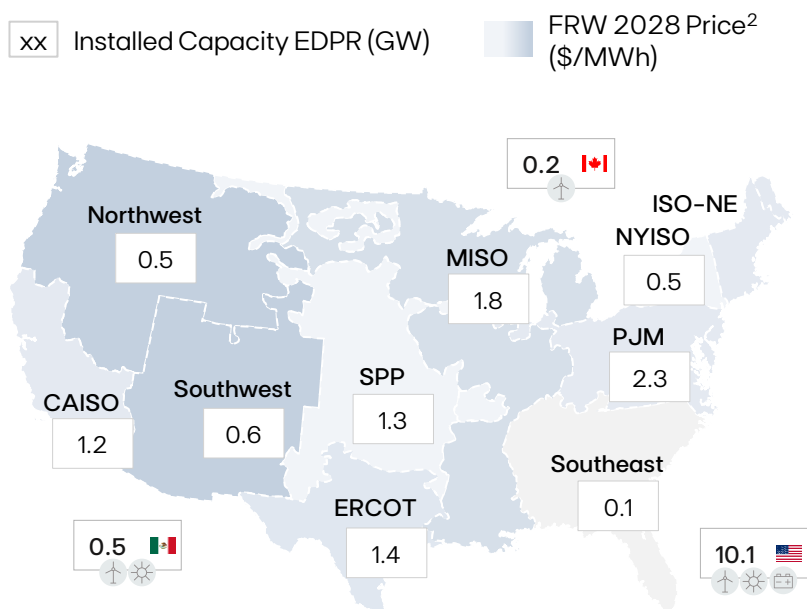 xx Installed Capacity EDPR (GW)
FRW 2028 Price2
($/MWh)
0.2
ISO-NE
Northwest
NYISO
0.5
MISO
0.5
1.8
PJM
2.3
SPP
Southwest
CAISO
1.3
0.6
1.2
Southeast
ERCOT
0.1
0.5
1.4
10.1